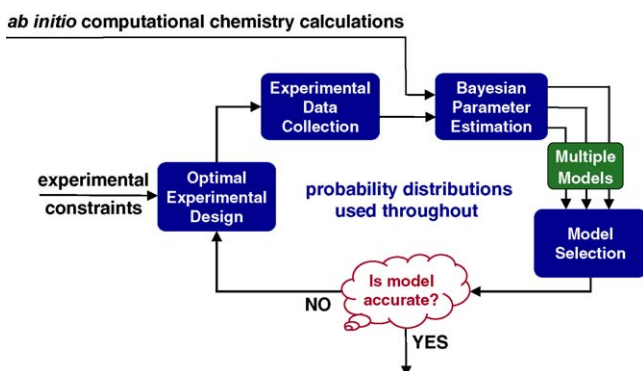 ab initio computational chemistry calculations
Experimental
Data
Collection
Bayesian
Parameter
Estimation
Multiple
Models
experimental
constraints
Optimal
Experimental
Design
probability distributions
used throughout
Model
Selection
Is model
accurate?
NO
YES